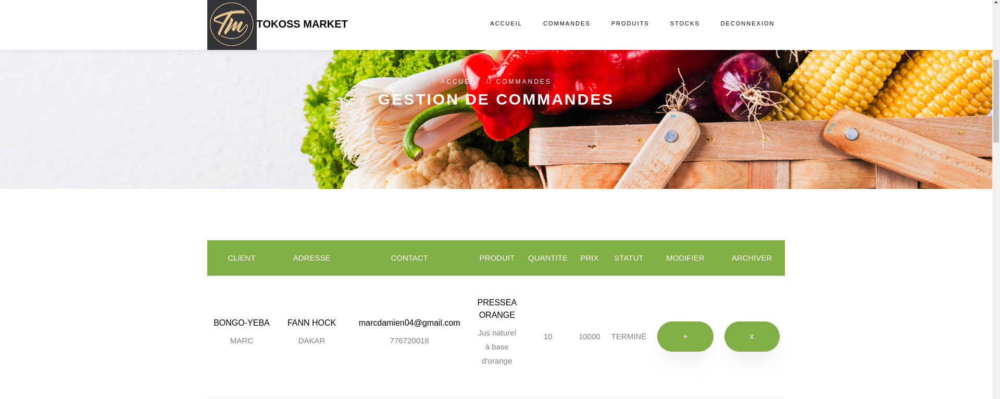 Tm
TOKOSS MARKET
ACCUEIL COMMANDES PRODUITS STOCKS DECONNEXION
ACCUEIL // COMMANDES
GESTION DE COMMANDES
CLIENT ADRESSE CONTACT PRODUIT QUANTITE PRIX STATUT MODIFIER ARCHIVER
BONGO-YEBA
MARC
FANN HOCK
DAKAR
marcdamien04@gmail.com
776720018
PRESSEA
ORANGE
Jus naturel
à base
d'orange
10
10000
TERMINÉ
+
x